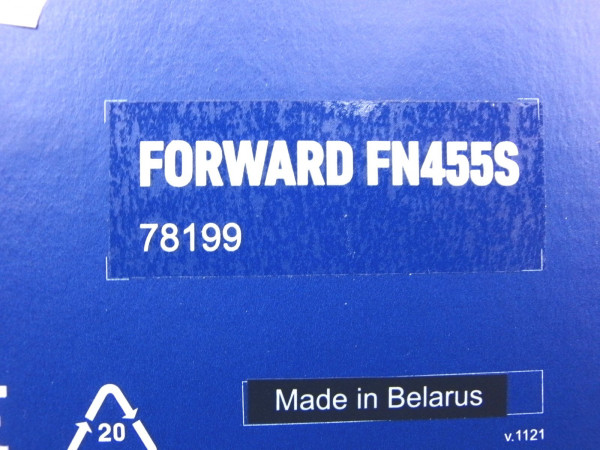 FORWARD FN455S
78199
Made in Belarus
20
v.1121